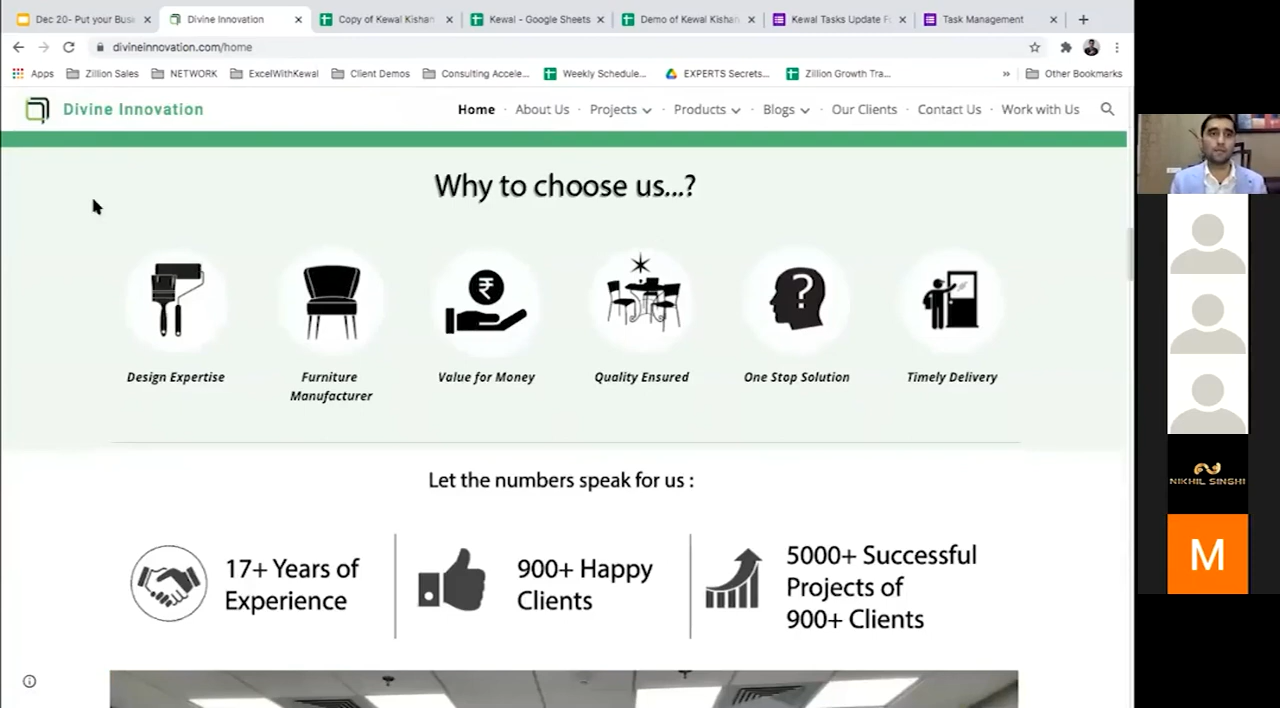 Dec 20- Put your Bus
Divine Innovation
Copy of Kewal Kishan
Kewal - Google Sheets
Demo of Kewal Kishan
Kewal Tasks Update F
Task Management
divineinnovation.com/home
Apps
Zillion Sales
NETWORK
ExcelWithKewal
Client Demos
Consulting Accele...
Weekly Schedule...
EXPERTS Secrets...
Zillion Growth Tra...
»
Other Bookmarks
Divine Innovation
Home · About Us · Projects · Products · Blogs · Our Clients · Contact Us · Work with Us
Why to choose us...?
₹
?
Design Expertise
Furniture
Manufacturer
Value for Money
Quality Ensured
One Stop Solution
Timely Delivery
Let the numbers speak for us :
17+ Years of
Experience
900+ Happy
Clients
5000+ Successful
Projects of
900+ Clients
NIKHIL SINGHI
M